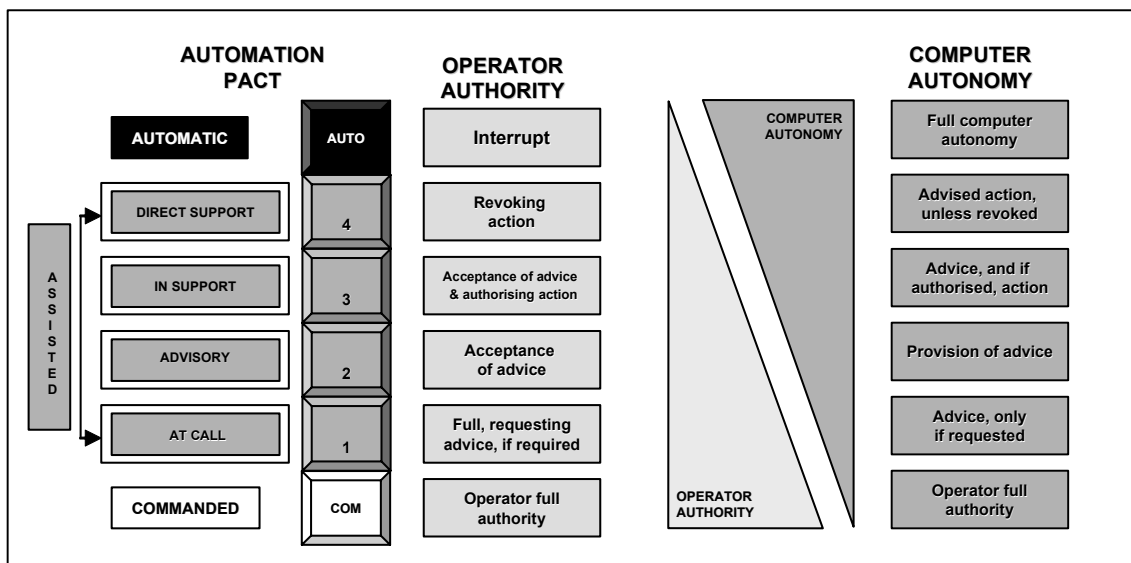 AUTOMATION
PACT
OPERATOR
AUTHORITY
COMPUTER
AUTONOMY
AUTOMATIC
AUTO
Interrupt
COMPUTER
AUTONOMY
Full computer
autonomy
DIRECT SUPPORT
4
Revoking
action
Advised action,
unless revoked
ASSISTED
IN SUPPORT
3
Acceptance of advice
& authorising action
Advice, and if
authorised, action
ADVISORY
2
Acceptance
of advice
Provision of advice
AT CALL
1
Full, requesting
advice, if required
Advice, only
if requested
COMMANDED
COM
Operator full
authority
OPERATOR
AUTHORITY
Operator full
authority